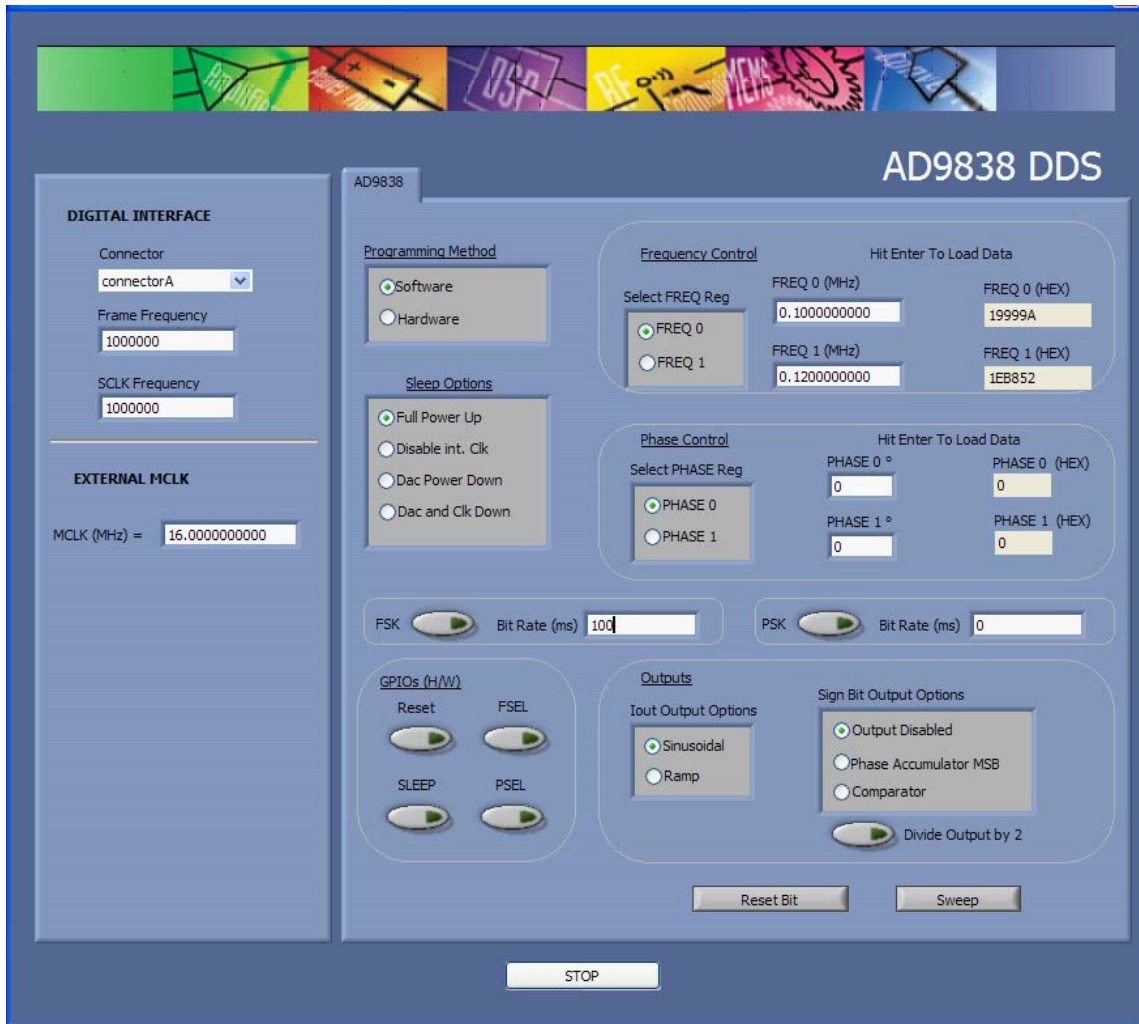 DSP
MEMS
AD9838 DDS
DIGITAL INTERFACE
Connector
connectorA
Frame Frequency
1000000
SCLK Frequency
1000000
EXTERNAL MCLK
MCLK (MHz) = 16.0000000000
AD9838
Programming Method
Software
Hardware
Sleep Options
Full Power Up
Disable int. Clk
Dac Power Down
Dac and Clk Down
Frequency Control
Hit Enter To Load Data
Select FREQ Reg
FREQ 0
FREQ 1
FREQ 0 (MHz)
0.1000000000
FREQ 0 (HEX)
19999A
FREQ 1 (MHz)
0.1200000000
FREQ 1 (HEX)
1EB852
Phase Control
Hit Enter To Load Data
Select PHASE Reg
PHASE 0
PHASE 1
PHASE 0 °
0
PHASE 0 (HEX)
0
PHASE 1 °
0
PHASE 1 (HEX)
0
FSK Bit Rate (ms) 100
PSK Bit Rate (ms) 0
GPIOs (H/W)
Reset FSEL
SLEEP PSEL
Outputs
Iout Output Options
Sinusoidal
Ramp
Sign Bit Output Options
Output Disabled
Phase Accumulator MSB
Comparator
Divide Output by 2
Reset Bit
Sweep
STOP